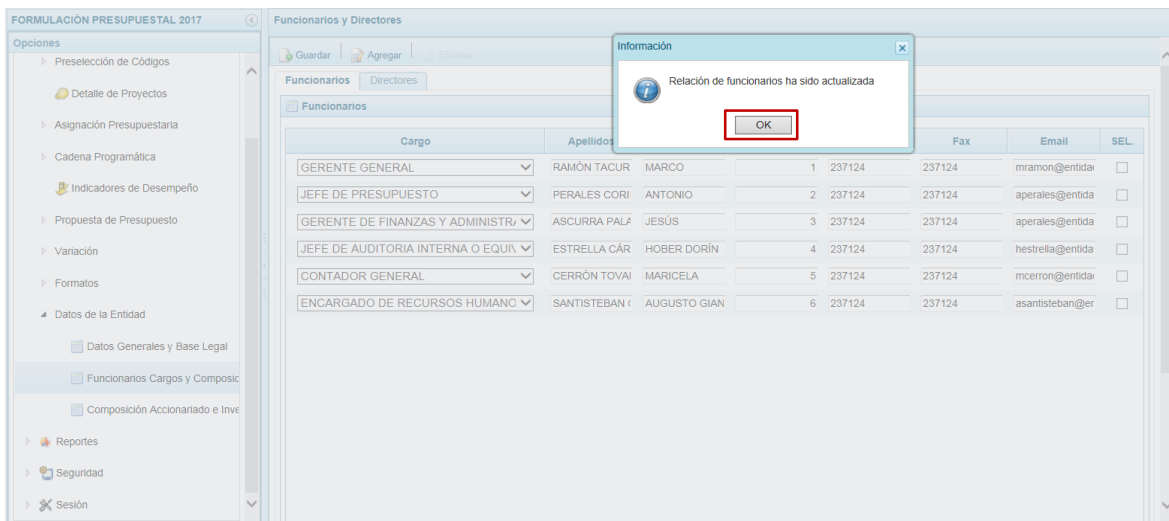 FORMULACIÓN PRESUPUESTAL 2017
Opciones
Preselección de Códigos
Detalle de Proyectos
Asignación Presupuestaria
Cadena Programática
Indicadores de Desempeño
Propuesta de Presupuesto
Variación
Formatos
Datos de la Entidad
Datos Generales y Base Legal
Funcionarios Cargos y Composic
Composición Accionariado e Inve
Reportes
Seguridad
Sesión
Funcionarios y Directores
Guardar Agregar Eliminar
Funcionarios Directores
Funcionarios
Información
Relación de funcionarios ha sido actualizada
OK
Cargo Apellidos Fax Email SEL.
GERENTE GENERAL RAMÓN TACUR MARCO 1 237124 237124 mramon@entida
JEFE DE PRESUPUESTO PERALES CORI ANTONIO 2 237124 237124 aperales@entida
GERENTE DE FINANZAS Y ADMINISTR ASCURRA PALA JESÚS 3 237124 237124 aperales@entida
JEFE DE AUDITORIA INTERNA O EQUI ESTRELLA CÁR HOBER DORÍN 4 237124 237124 hestrella@entida
CONTADOR GENERAL CERRÓN TOVA MARICELA 5 237124 237124 mcerron@entida
ENCARGADO DE RECURSOS HUMANO SANTISTEBAN AUGUSTO GIAN 6 237124 237124 asantisteban@er